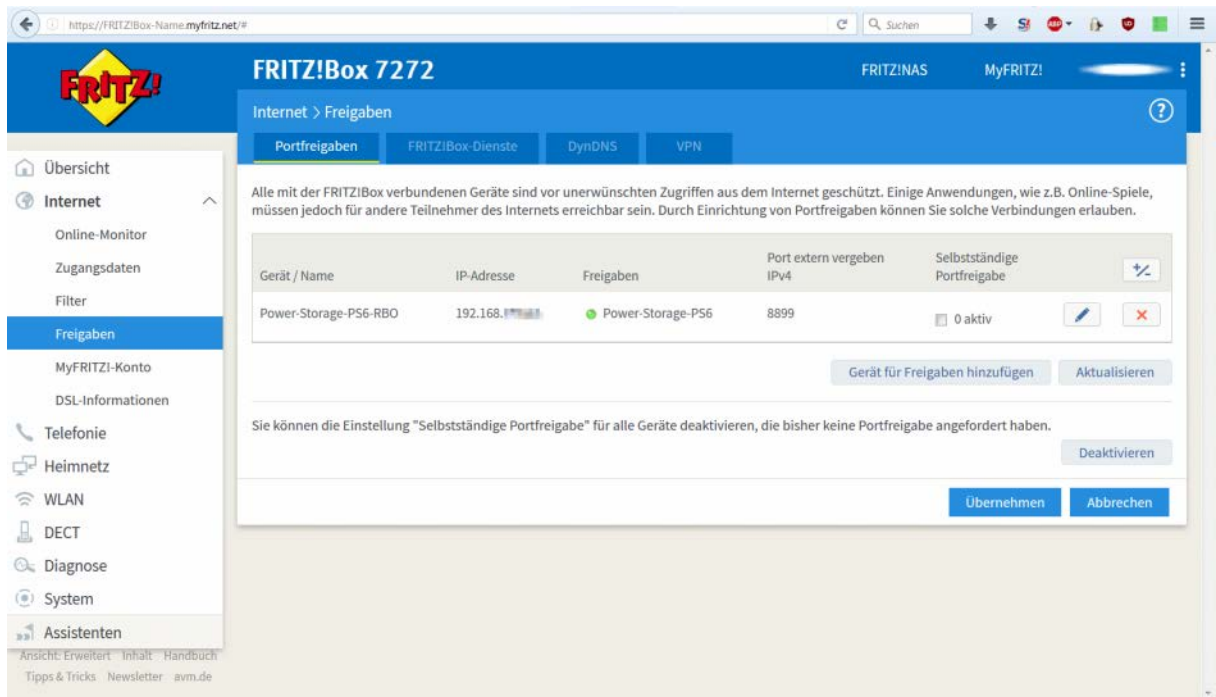 https://FRITZ!Box-Name.myfritz.net/#
Suchen
FRITZ!
FRITZ!Box 7272
FRITZ!NAS
MyFRITZ!
Internet > Freigaben
Portfreigaben
FRITZ!Box-Dienste
DynDNS
VPN
Übersicht
Internet
Online-Monitor
Zugangsdaten
Filter
Freigaben
MyFRITZ!-Konto
DSL-Informationen
Telefonie
Heimnetz
WLAN
DECT
Diagnose
System
Assistenten
Ansicht: Erweitert Inhalt Handbuch
Tipps & Tricks Newsletter avm.de
Alle mit der FRITZ!Box verbundenen Geräte sind vor unerwünschten Zugriffen aus dem Internet geschützt. Einige Anwendungen, wie z.B. Online-Spiele,
müssen jedoch für andere Teilnehmer des Internets erreichbar sein. Durch Einrichtung von Portfreigaben können Sie solche Verbindungen erlauben.
Gerät / Name
IP-Adresse
Freigaben
Port extern vergeben
IPv4
Selbstständige
Portfreigabe
Power-Storage-PS6-RBO
192.168.
Power-Storage-PS6
8899
0 aktiv
Gerät für Freigaben hinzufügen
Aktualisieren
Sie können die Einstellung "Selbstständige Portfreigabe" für alle Geräte deaktivieren, die bisher keine Portfreigabe angefordert haben.
Deaktivieren
Übernehmen
Abbrechen